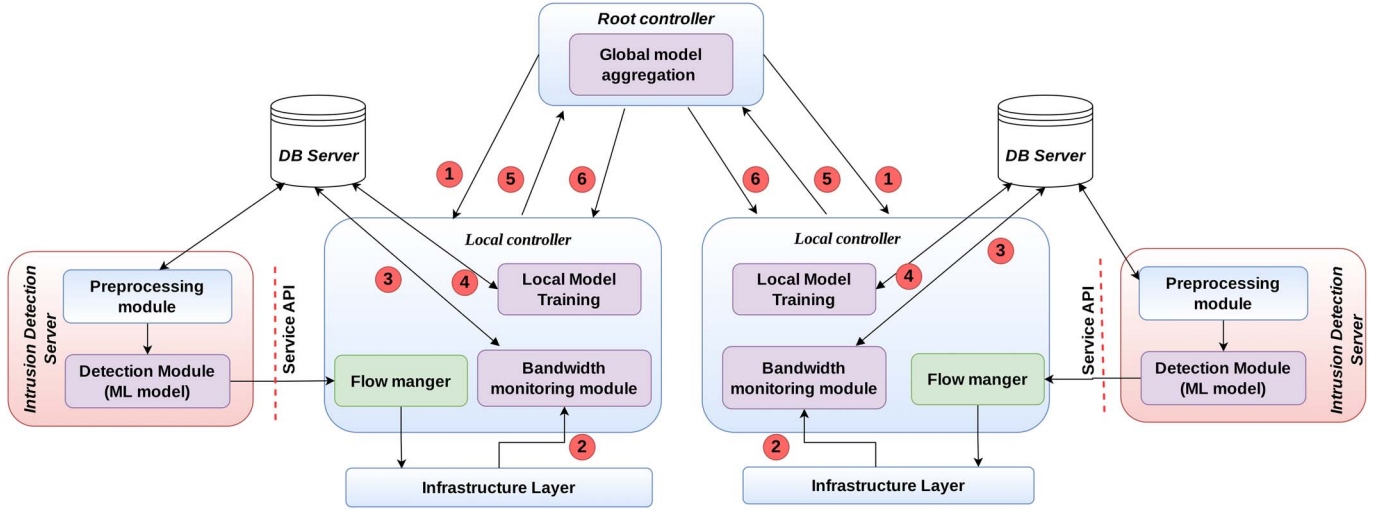 Root controller
Global model
aggregation
DB Server
DB Server
1
5
6
6
5
1
Local controller
Local controller
3
4
Local Model
Training
Local Model
Training
4
3
Intrusion Detection
Server
Preprocessing
module
Detection Module
(ML model)
Service API
Flow manger
Bandwidth
monitoring module
Bandwidth
monitoring module
Flow manger
Service API
Preprocessing
module
Detection Module
(ML model)
Intrusion Detection
Server
2
2
Infrastructure Layer
Infrastructure Layer